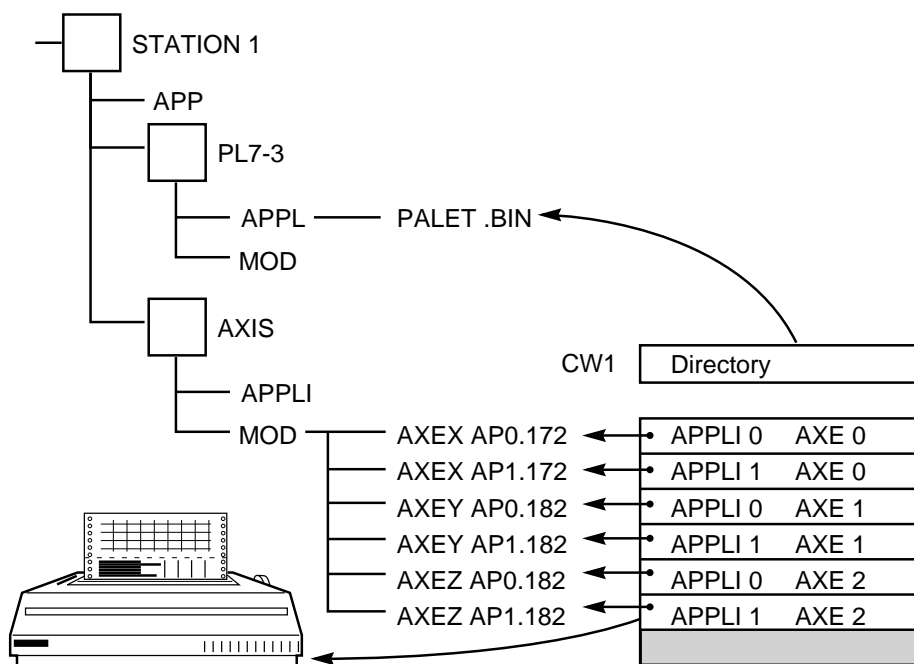 STATION 1
APP
PL7-3
APPL PALET .BIN
MOD
AXIS
CW1 Directory
APPLI
MOD AXEX AP0.172 APPLI 0 AXE 0
AXEX AP1.172 APPLI 1 AXE 0
AXEY AP0.182 APPLI 0 AXE 1
AXEY AP1.182 APPLI 1 AXE 1
AXEZ AP0.182 APPLI 0 AXE 2
AXEZ AP1.182 APPLI 1 AXE 2